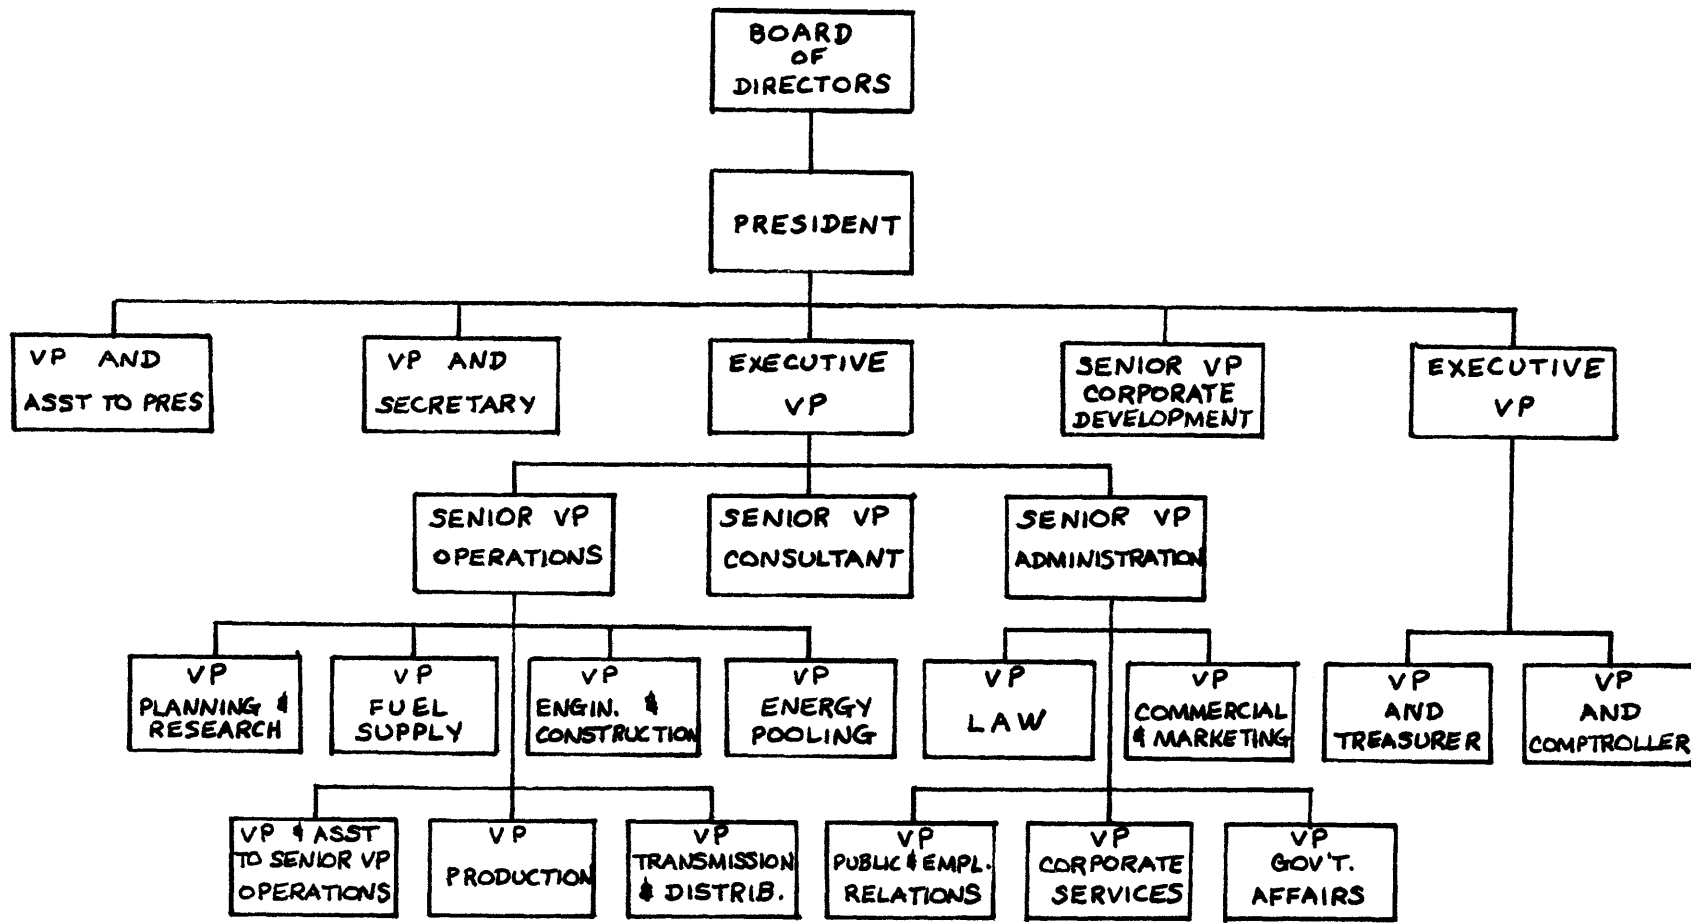 BOARD
OF
DIRECTORS
PRESIDENT
VP AND
ASST TO PRES
VP AND
SECRETARY
EXECUTIVE
VP
SENIOR VP
CORPORATE
DEVELOPMENT
EXECUTIVE
VP
SENIOR VP
OPERATIONS
SENIOR VP
CONSULTANT
SENIOR VP
ADMINISTRATION
VP
PLANNING &
RESEARCH
VP
FUEL
SUPPLY
VP
ENGIN. &
CONSTRUCTION
VP
ENERGY
POOLING
VP
LAW
VP
COMMERCIAL
& MARKETING
VP
AND
TREASURER
VP
AND
COMPTROLLER
VP & ASST
TO SENIOR VP
OPERATIONS
VP
PRODUCTION
VP
TRANSMISSION
& DISTRIB.
VP
PUBLIC & EMPL.
RELATIONS
VP
CORPORATE
SERVICES
VP
GOV'T.
AFFAIRS